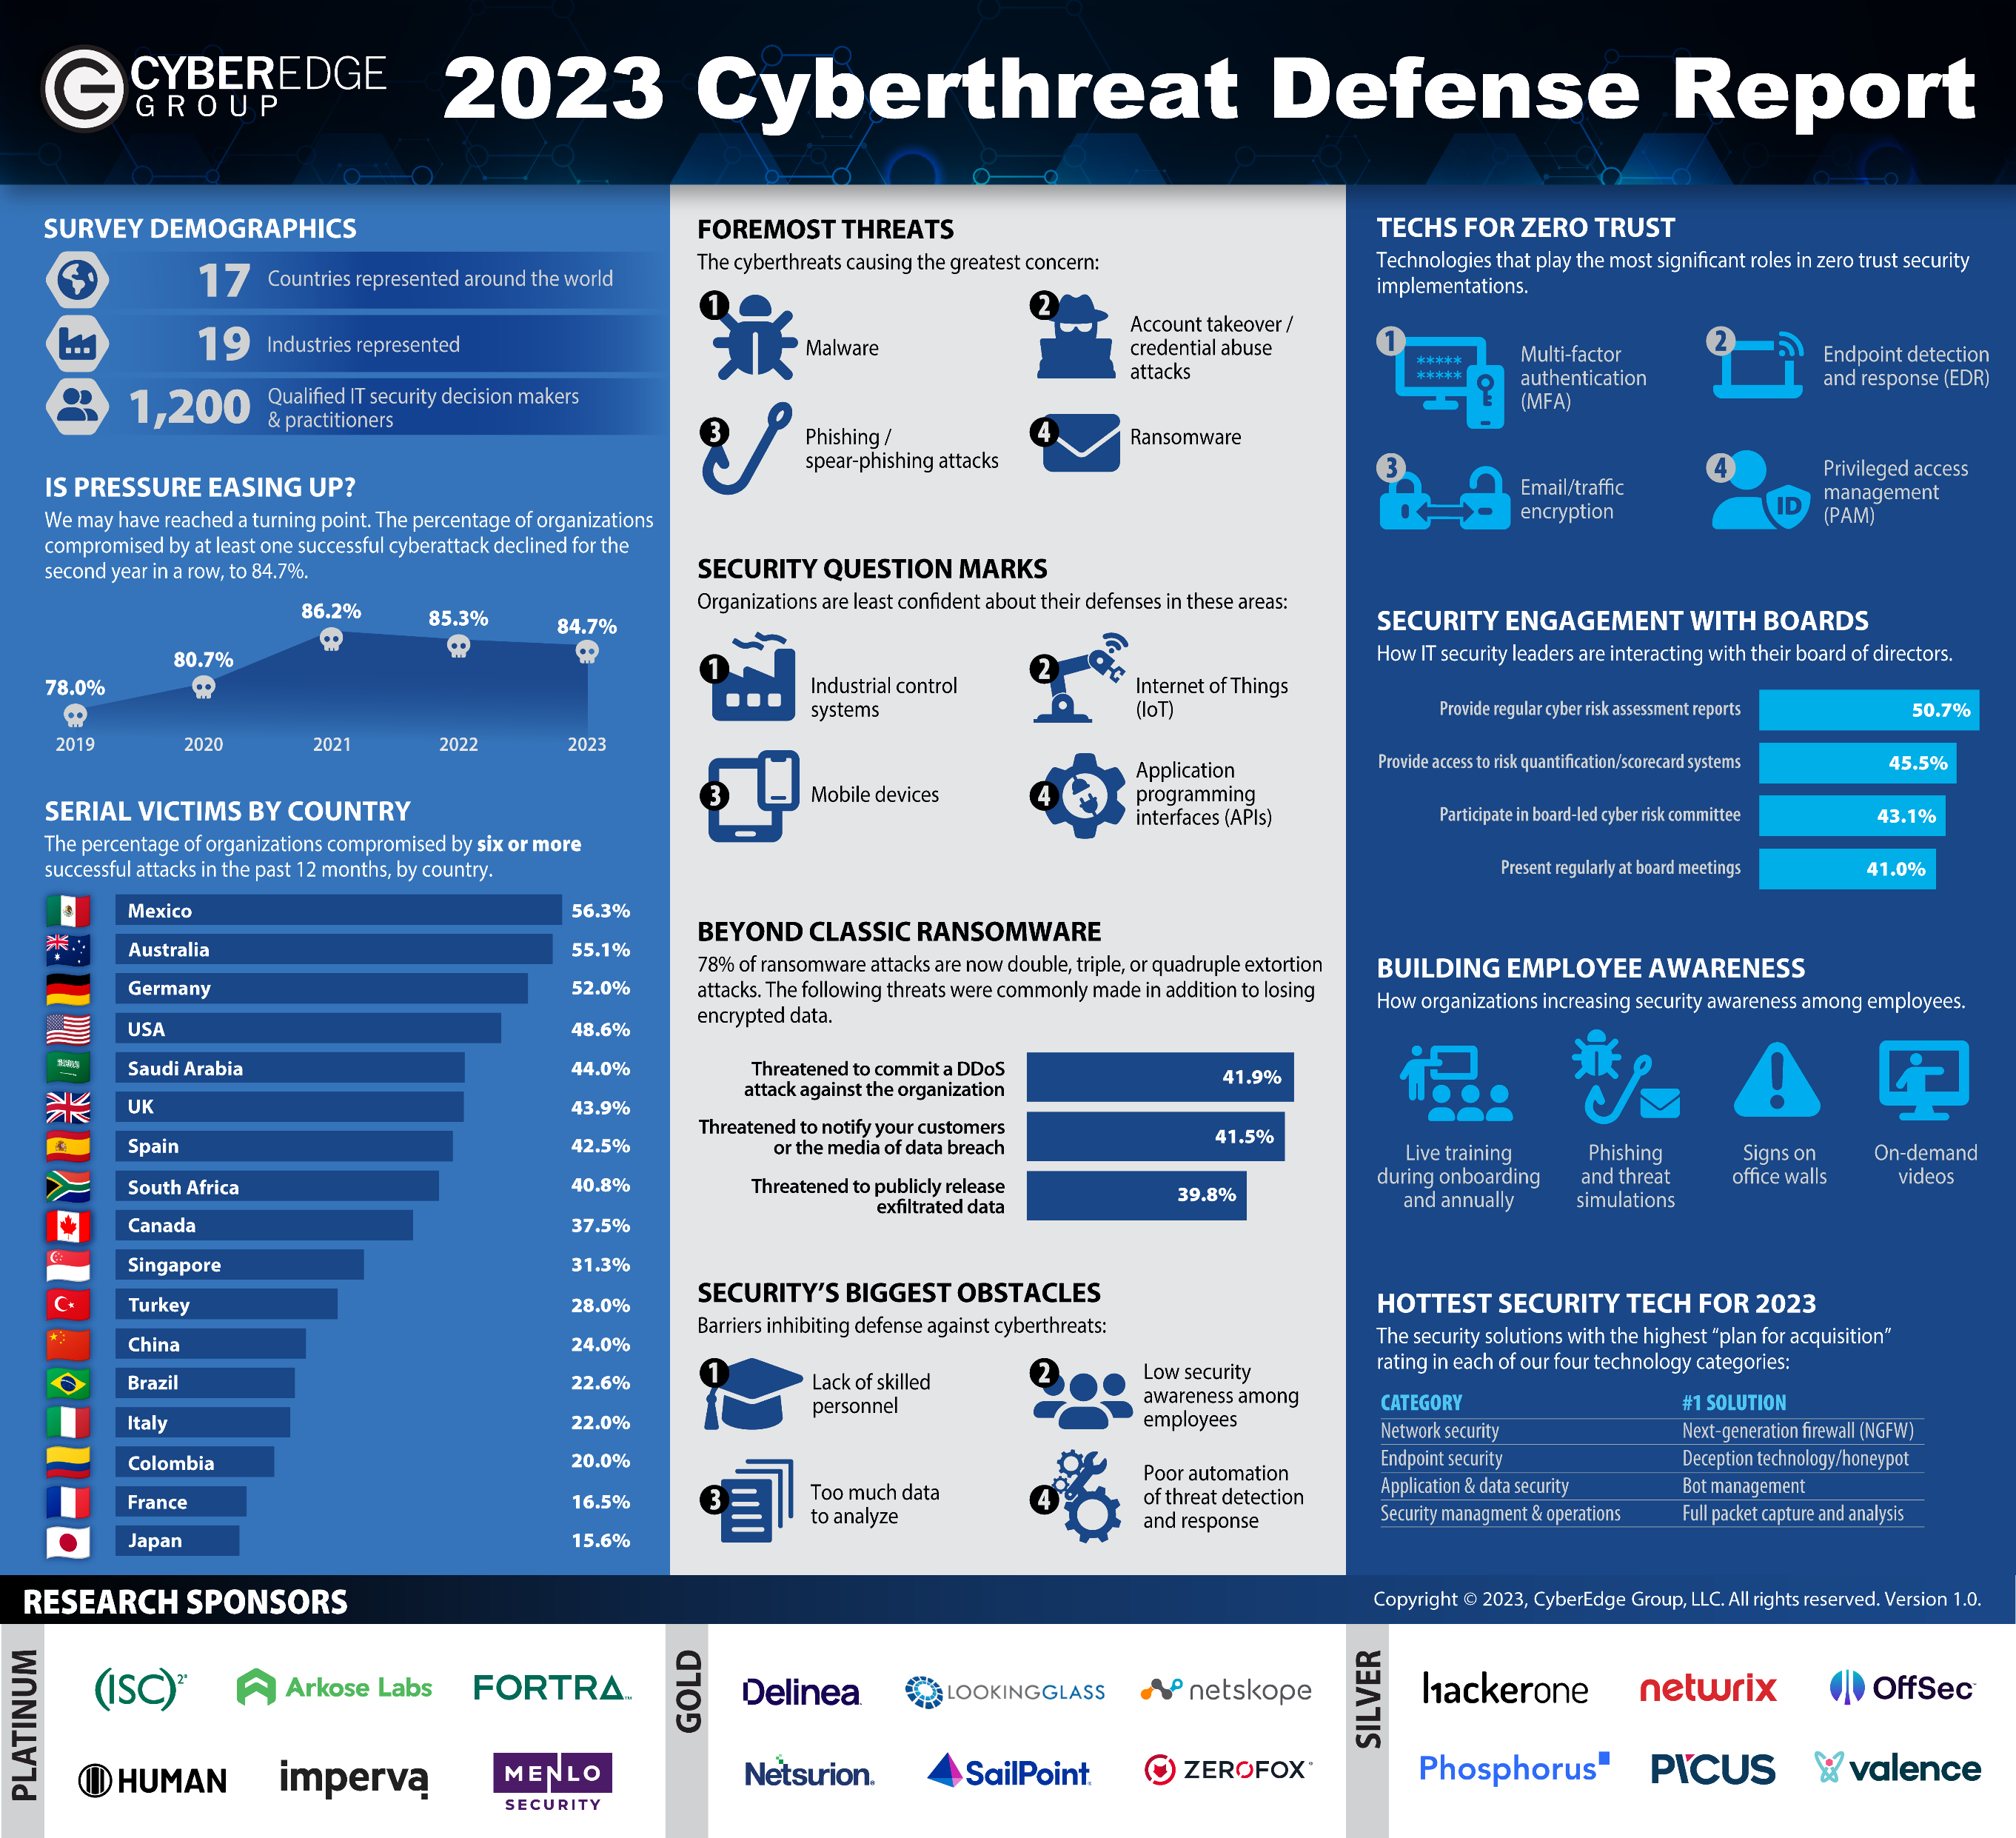 CYBEREDGE
GROUP
2023 Cyberthreat Defense Report
SURVEY DEMOGRAPHICS
17 Countries represented around the world
19 Industries represented
1,200 Qualified IT security decision makers
& practitioners
IS PRESSURE EASING UP?
We may have reached a turning point. The percentage of organizations
compromised by at least one successful cyberattack declined for the
second year in a row, to 84.7%.
78.0% 80.7% 86.2% 85.3% 84.7%
2019 2020 2021 2022 2023
SERIAL VICTIMS BY COUNTRY
The percentage of organizations compromised by six or more
successful attacks in the past 12 months, by country.
Mexico 56.3%
Australia 55.1%
Germany 52.0%
USA 48.6%
Saudi Arabia 44.0%
UK 43.9%
Spain 42.5%
South Africa 40.8%
Canada 37.5%
Singapore 31.3%
Turkey 28.0%
China 24.0%
Brazil 22.6%
Italy 22.0%
Colombia 20.0%
France 16.5%
Japan 15.6%
FOREMOST THREATS
The cyberthreats causing the greatest concern:
1 Malware
2 Account takeover /
credential abuse
attacks
3 Phishing /
spear-phishing attacks
4 Ransomware
SECURITY QUESTION MARKS
Organizations are least confident about their defenses in these areas:
1 Industrial control
systems
2 Internet of Things
(IoT)
3 Mobile devices
4 Application
programming
interfaces (APIs)
BEYOND CLASSIC RANSOMWARE
78% of ransomware attacks are now double, triple, or quadruple extortion
attacks. The following threats were commonly made in addition to losing
encrypted data.
Threatened to commit a DDoS
attack against the organization 41.9%
Threatened to notify your customers
or the media of data breach 41.5%
Threatened to publicly release
exfiltrated data 39.8%
SECURITY'S BIGGEST OBSTACLES
Barriers inhibiting defense against cyberthreats:
1 Lack of skilled
personnel
2 Low security
awareness among
employees
3 Too much data
to analyze
4 Poor automation
of threat detection
and response
TECHS FOR ZERO TRUST
Technologies that play the most significant roles in zero trust security
implementations.
1 ***** ***** Multi-factor
authentication
(MFA)
2 Endpoint detection
and response (EDR)
3 Email/traffic
encryption
4 ID Privileged access
management
(PAM)
SECURITY ENGAGEMENT WITH BOARDS
How IT security leaders are interacting with their board of directors.
Provide regular cyber risk assessment reports 50.7%
Provide access to risk quantification/scorecard systems 45.5%
Participate in board-led cyber risk committee 43.1%
Present regularly at board meetings 41.0%
BUILDING EMPLOYEE AWARENESS
How organizations increasing security awareness among employees.
Live training
during onboarding
and annually
Phishing
and threat
simulations
Signs on
office walls
On-demand
videos
HOTTEST SECURITY TECH FOR 2023
The security solutions with the highest "plan for acquisition"
rating in each of our four technology categories:
CATEGORY #1 SOLUTION
Network security Next-generation firewall (NGFW)
Endpoint security Deception technology/honeypot
Application & data security Bot management
Security managment & operations Full packet capture and analysis
RESEARCH SPONSORS
Copyright © 2023, CyberEdge Group, LLC. All rights reserved. Version 1.0.
PLATINUM
(ISC)²® Arkose Labs FORTRA™
HUMAN imperva MENLO
SECURITY
GOLD
Delinea LOOKINGGLASS netskope
Netsurion. SailPoint. ZEROFOX
SILVER
hackerone netwrix OffSec
Phosphorus PICUS valence